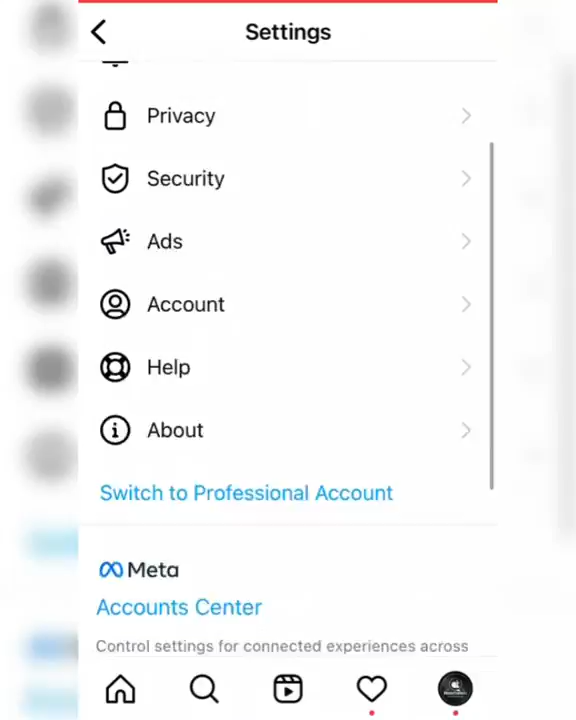 Settings
Privacy
Security
Ads
Account
Help
About
Switch to Professional Account
Meta
Accounts Center
Control settings for connected experiences across